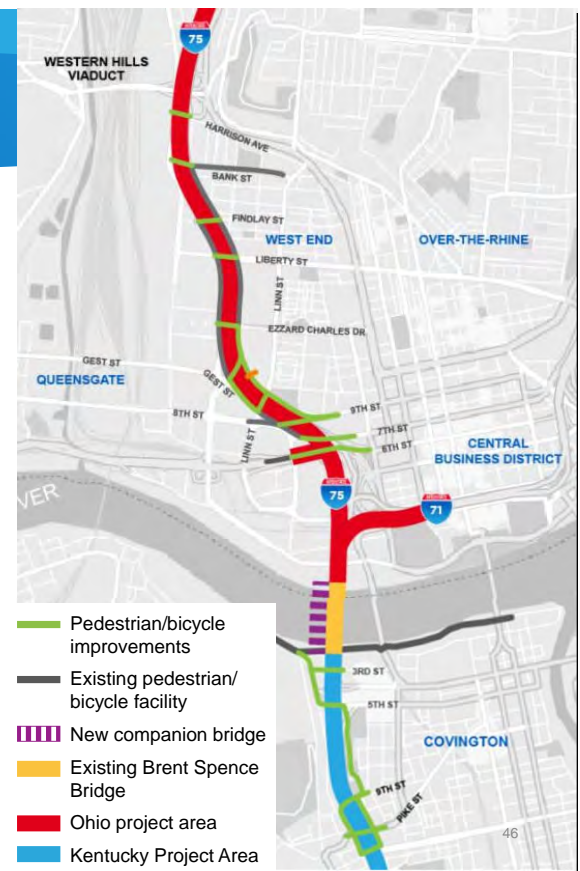 75
WESTERN HILLS
VIADUCT
HARRISON AVE
BANK ST
FINDLAY ST
WEST END
OVER-THE-RHINE
LIBERTY ST
LINN ST
EZZARD CHARLES DR
GEST ST
QUEENSGATE
GEST ST
8TH ST
9TH ST
7TH ST
6TH ST
LINN ST
CENTRAL
BUSINESS DISTRICT
75
71
VER
Pedestrian/bicycle
improvements
Existing pedestrian/
bicycle facility
New companion bridge
Existing Brent Spence
Bridge
Ohio project area
Kentucky Project Area
3RD ST
5TH ST
COVINGTON
9TH ST
PIKE ST
46